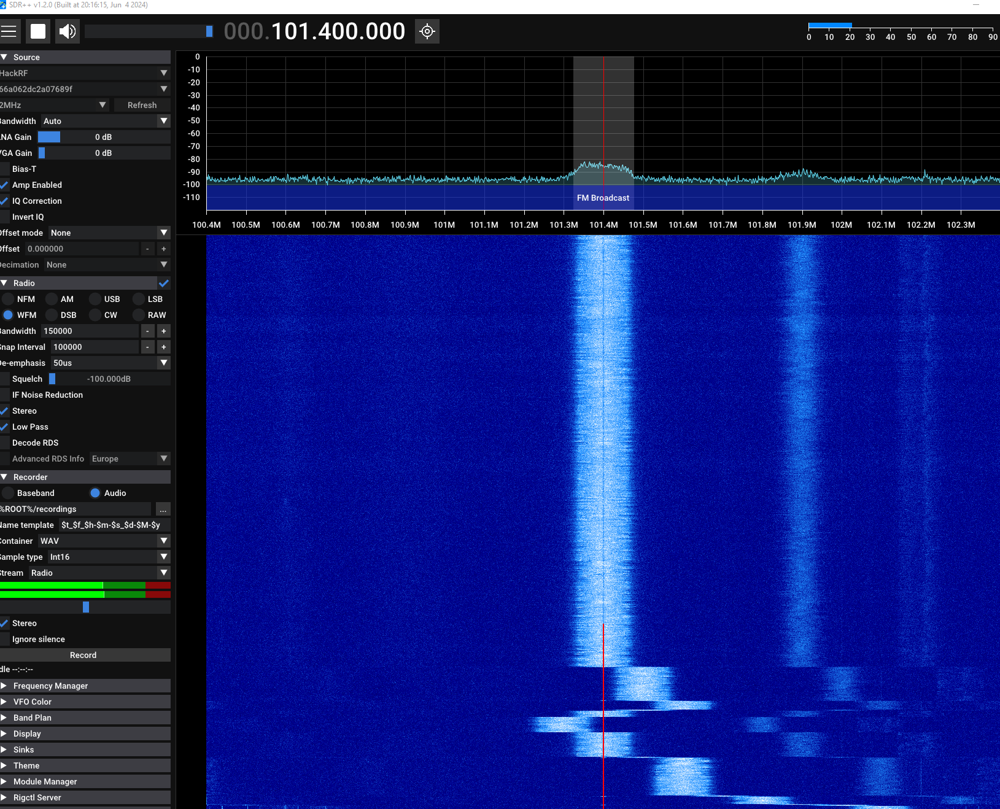 SDR++ v1.2.0 (Built at 20:16:15, Jun  4 2024)
000.101.400.000
0 10 20 30 40 50 60 70 80 90
Source
HackRF
66a062dc2a07689f
2MHz Refresh
Bandwidth Auto
LNA Gain 0 dB
VGA Gain 0 dB
Bias-T
Amp Enabled
IQ Correction
Invert IQ
Offset mode None
Offset 0.000000 - +
Decimation None
Radio
NFM AM USB LSB
WFM DSB CW RAW
Bandwidth 150000 - +
Snap Interval 100000 - +
De-emphasis 50us
Squelch -100.000dB
IF Noise Reduction
Stereo
Low Pass
Decode RDS
Advanced RDS Info Europe
Recorder
Baseband Audio
%ROOT%/recordings ...
Name template $t_$f_$h-$m-$s_$d-$M-$y
Container WAV
Sample type Int16
Stream Radio
Stereo
Ignore silence
Record
Idle --:--:--
Frequency Manager
VFO Color
Band Plan
Display
Sinks
Theme
Module Manager
Rigctl Server
0
-10
-20
-30
-40
-50
-60
-70
-80
-90
-100
-110
FM Broadcast
100.4M 100.5M 100.6M 100.7M 100.8M 100.9M 101M 101.1M 101.2M 101.3M 101.4M 101.5M 101.6M 101.7M 101.8M 101.9M 102M 102.1M 102.2M 102.3M